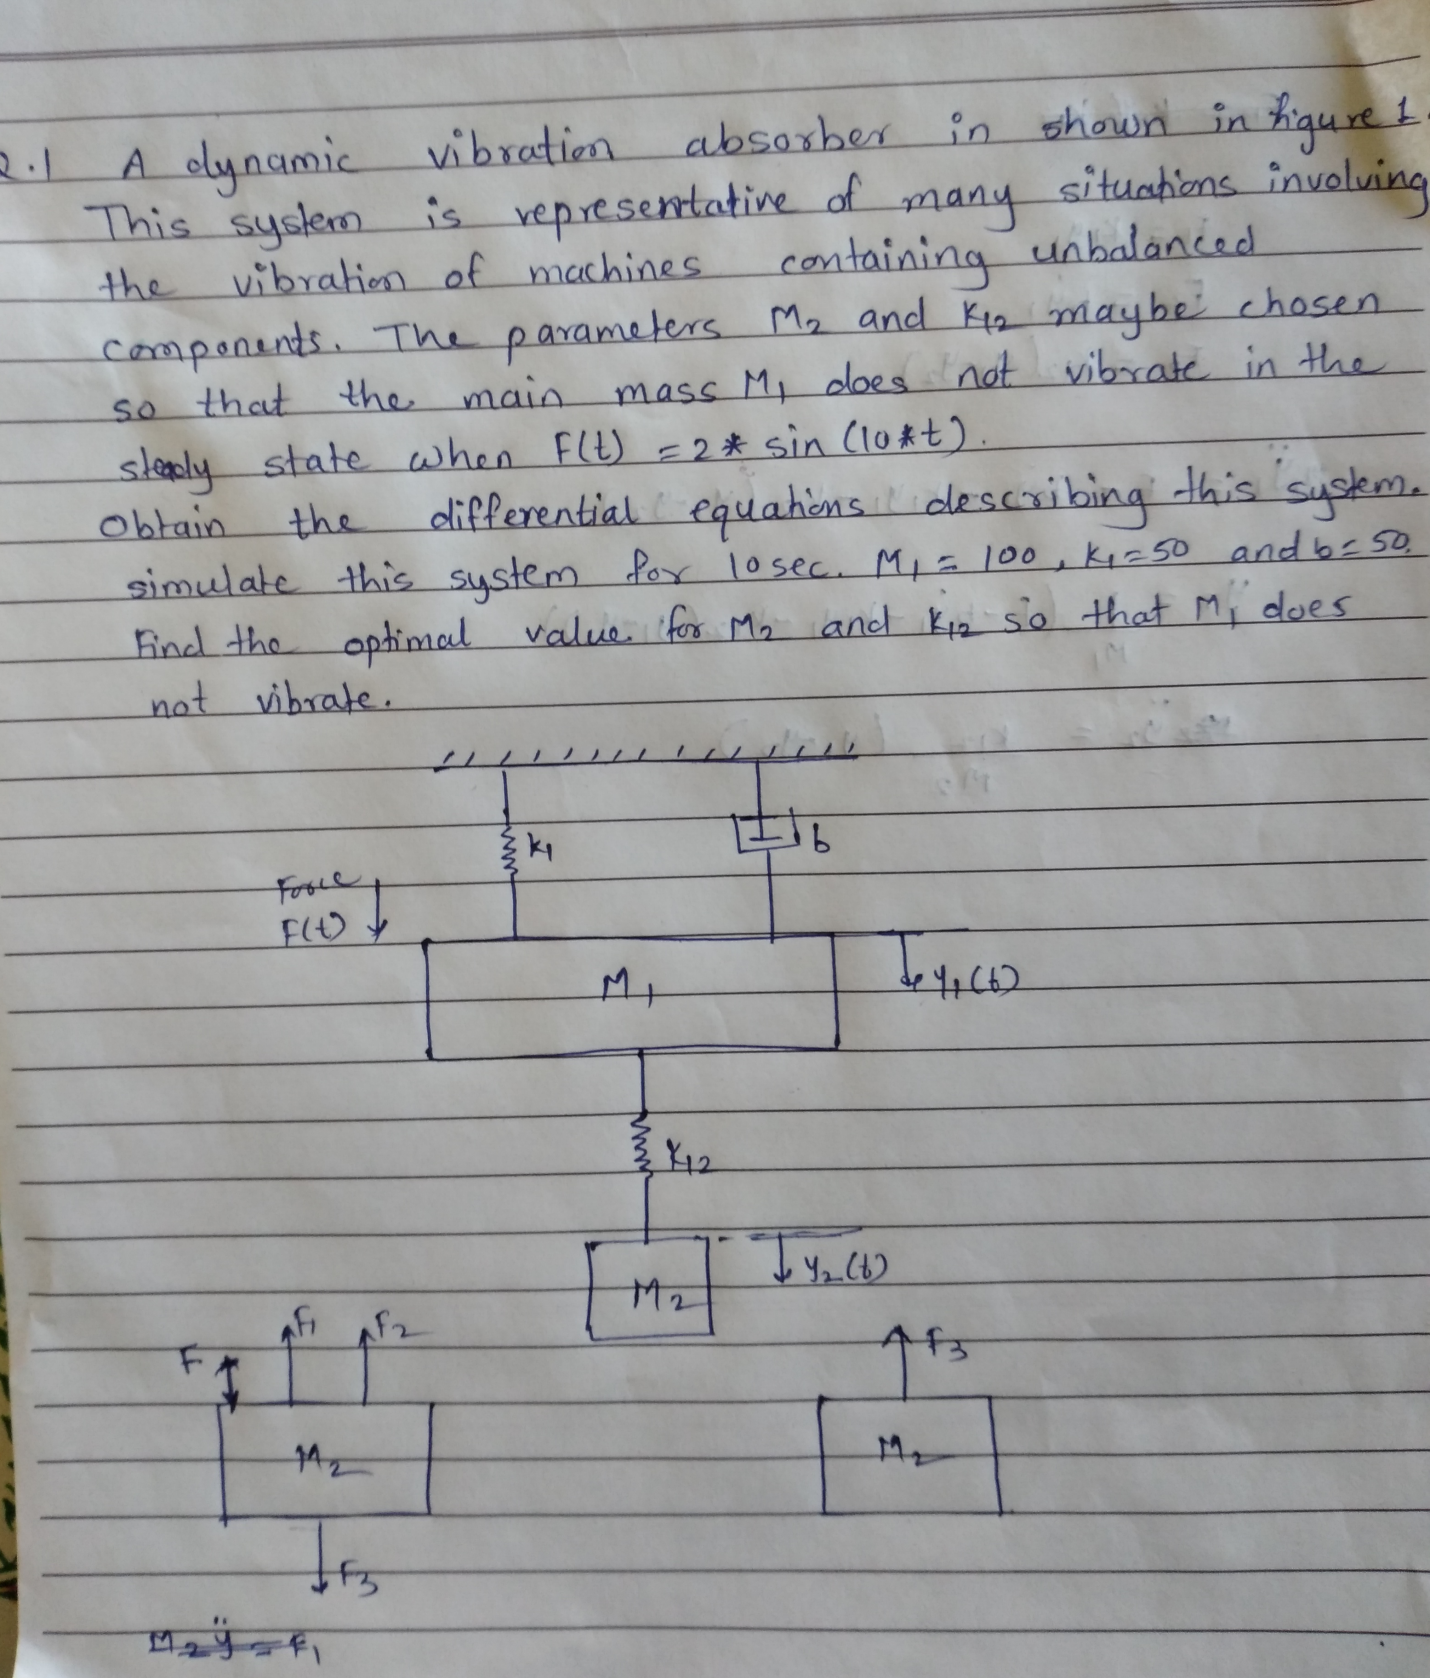 2.1 A dynamic vibration absorber in shown in figure 1.
This system is representative of many situations involving
the vibration of machines containing unbalanced
components. The parameters M2 and K12 maybe chosen
so that the main mass M1 does not vibrate in the
steady state when F(t) = 2* sin (10*t).
Obtain the differential equations describing this system.
simulate this system for 10 sec. M1 = 100, K1 = 50 and b = 50.
Find the optimal value for M2 and K12 so that M1 does
not vibrate.
K1
b
Force
F(t)
M1
y1(t)
K12
M2
y2(t)
F
F1
F2
F3
M2
M2
F3
M2 ÿ = F1